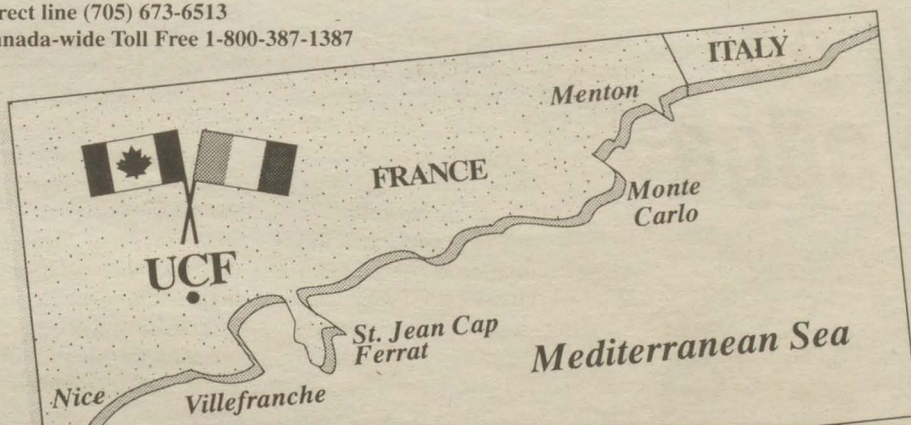 rect line (705) 673-6513
nada-wide Toll Free 1-800-387-1387
ITALY
Menton
FRANCE
Monte
Carlo
UCF
St. Jean Cap
Ferrat
Mediterranean Sea
Nice
Villefranche